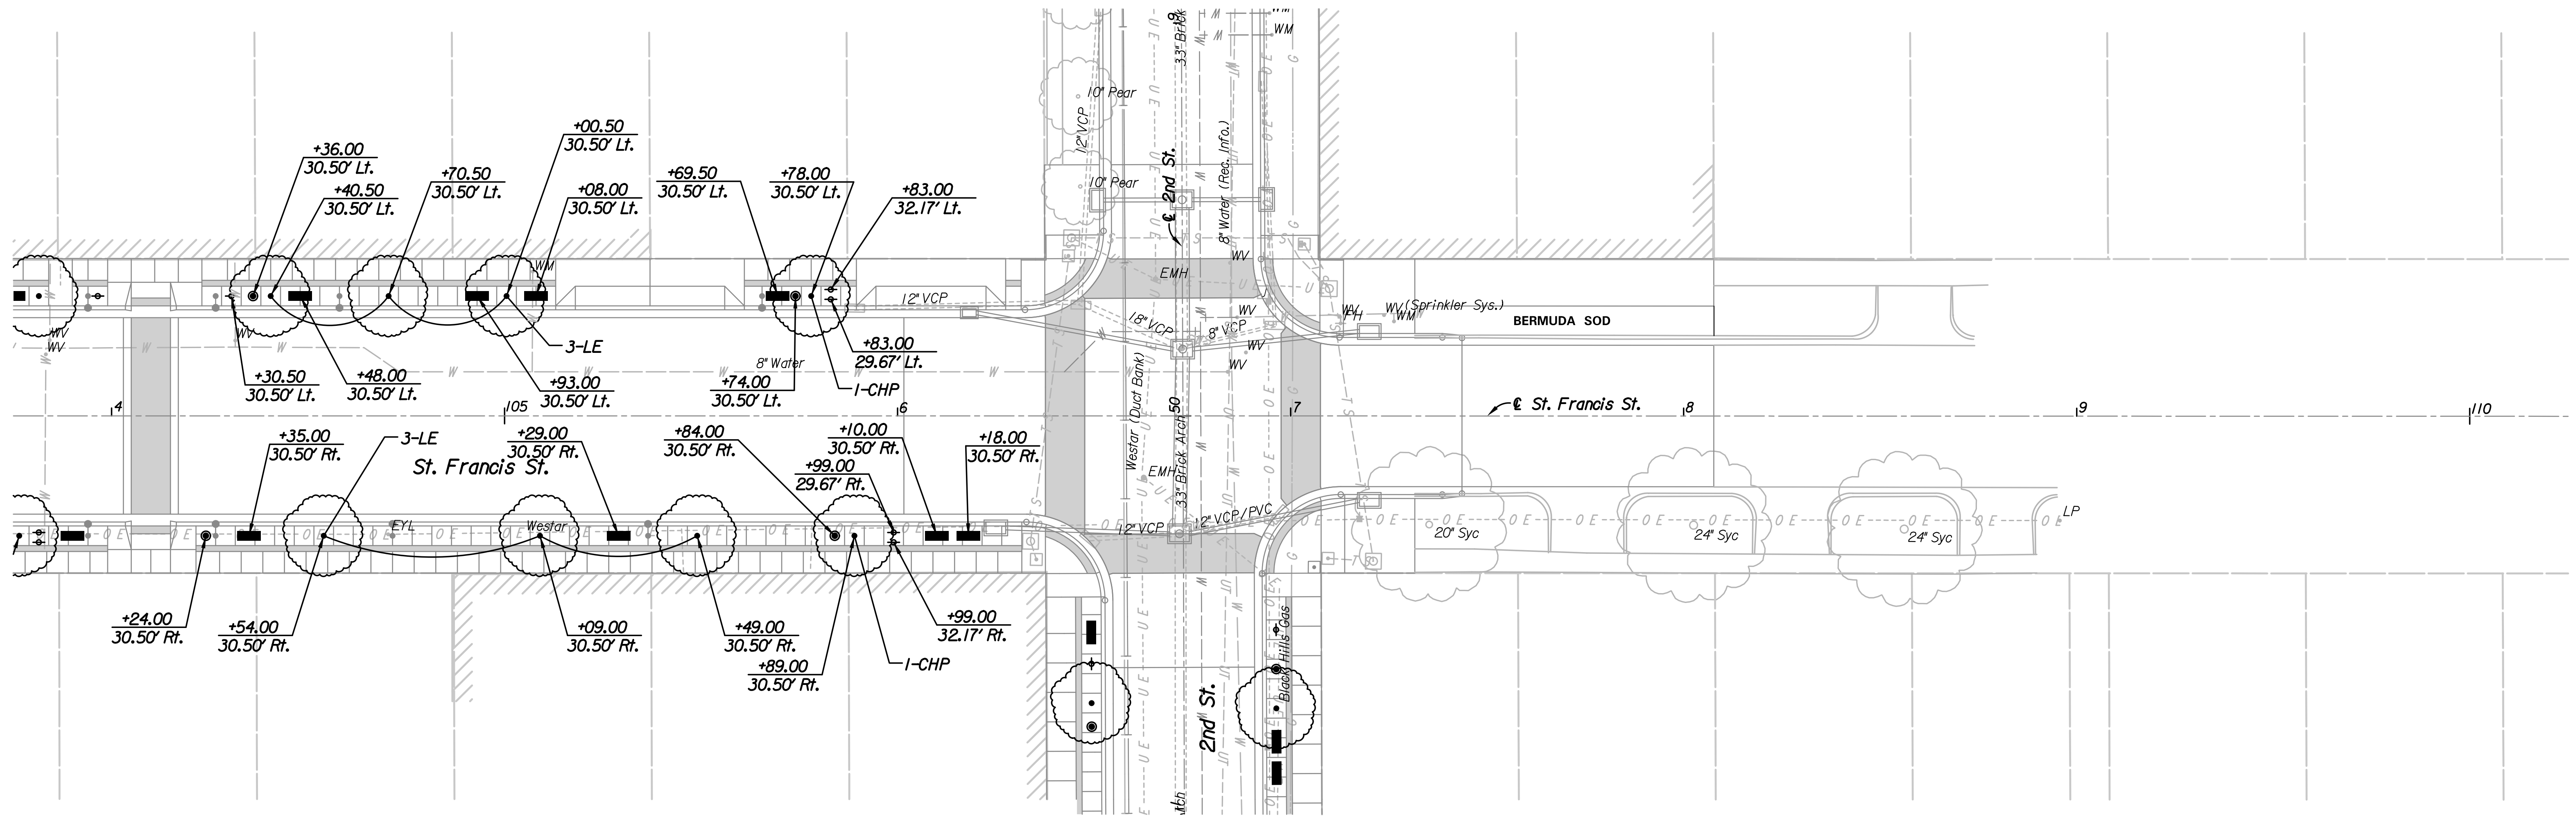 +36.00
30.50' Lt.
+40.50
30.50' Lt.
+70.50
30.50' Lt.
+00.50
30.50' Lt.
+08.00
30.50' Lt.
+69.50
30.50' Lt.
+78.00
30.50' Lt.
+83.00
32.17' Lt.
WM
WM
33" Brick
10" Pear
12" VCP
10" Pear
℄ 2nd St.
8" Water (Rec. Info.)
WM
EMH
WV
12" VCP
18" VCP
8" VCP
WV
WV
WV
WV
FH
WV (Sprinkler Sys.)
WM
BERMUDA SOD
WV
WV
WV
+30.50
30.50' Lt.
+48.00
30.50' Lt.
3-LE
+93.00
30.50' Lt.
8" Water
+74.00
30.50' Lt.
+83.00
29.67' Lt.
1-CHP
Westar (Duct Bank)
4
105
6
50
7
℄ St. Francis St.
8
9
110
+35.00
30.50' Rt.
3-LE
St. Francis St.
+29.00
30.50' Rt.
+84.00
30.50' Rt.
+10.00
30.50' Rt.
+18.00
30.50' Rt.
+99.00
29.67' Rt.
EMH
33" Brick Arch
EYL
Westar
12" VCP
12" VCP/PVC
20" Syc
24" Syc
24" Syc
LP
+24.00
30.50' Rt.
+54.00
30.50' Rt.
+09.00
30.50' Rt.
+49.00
30.50' Rt.
+89.00
30.50' Rt.
+99.00
32.17' Rt.
1-CHP
Black Hills Gas
2nd St.